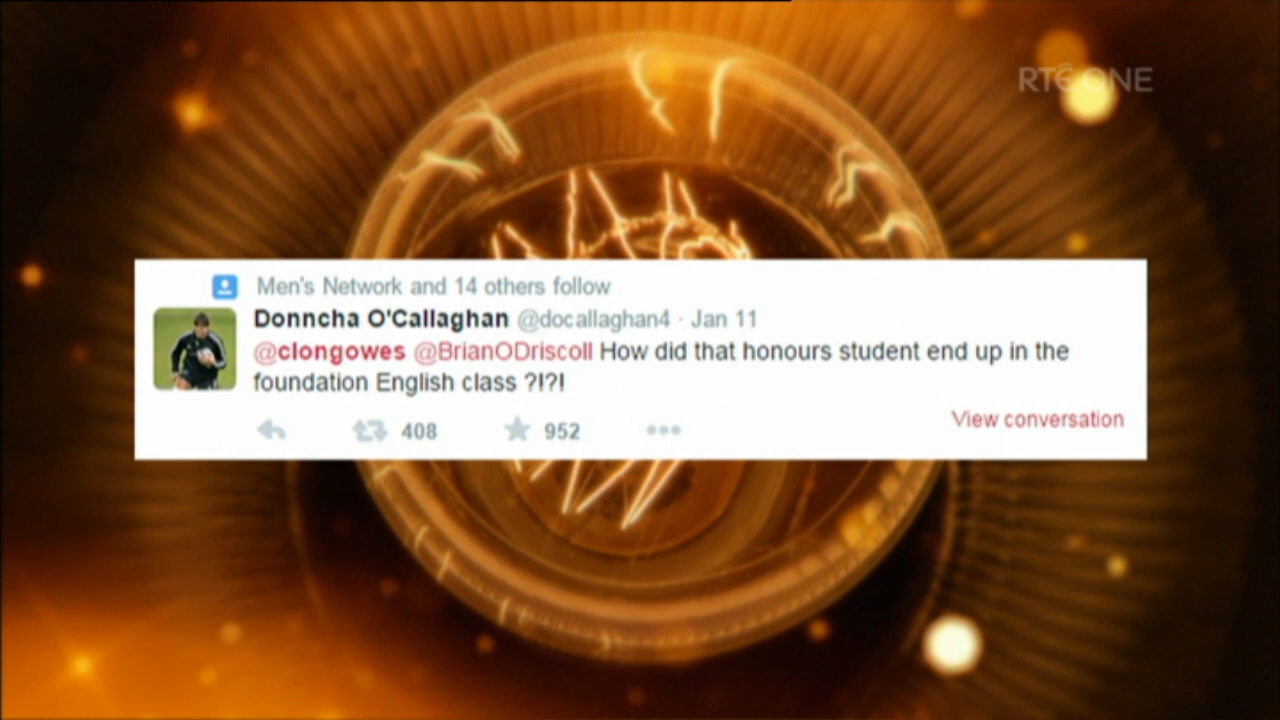 RTÉ ONE
Men's Network and 14 others follow
Donncha O'Callaghan @docallaghan4 · Jan 11
@clongowes @BrianODriscoll How did that honours student end up in the
foundation English class ?!?!
408 952
View conversation